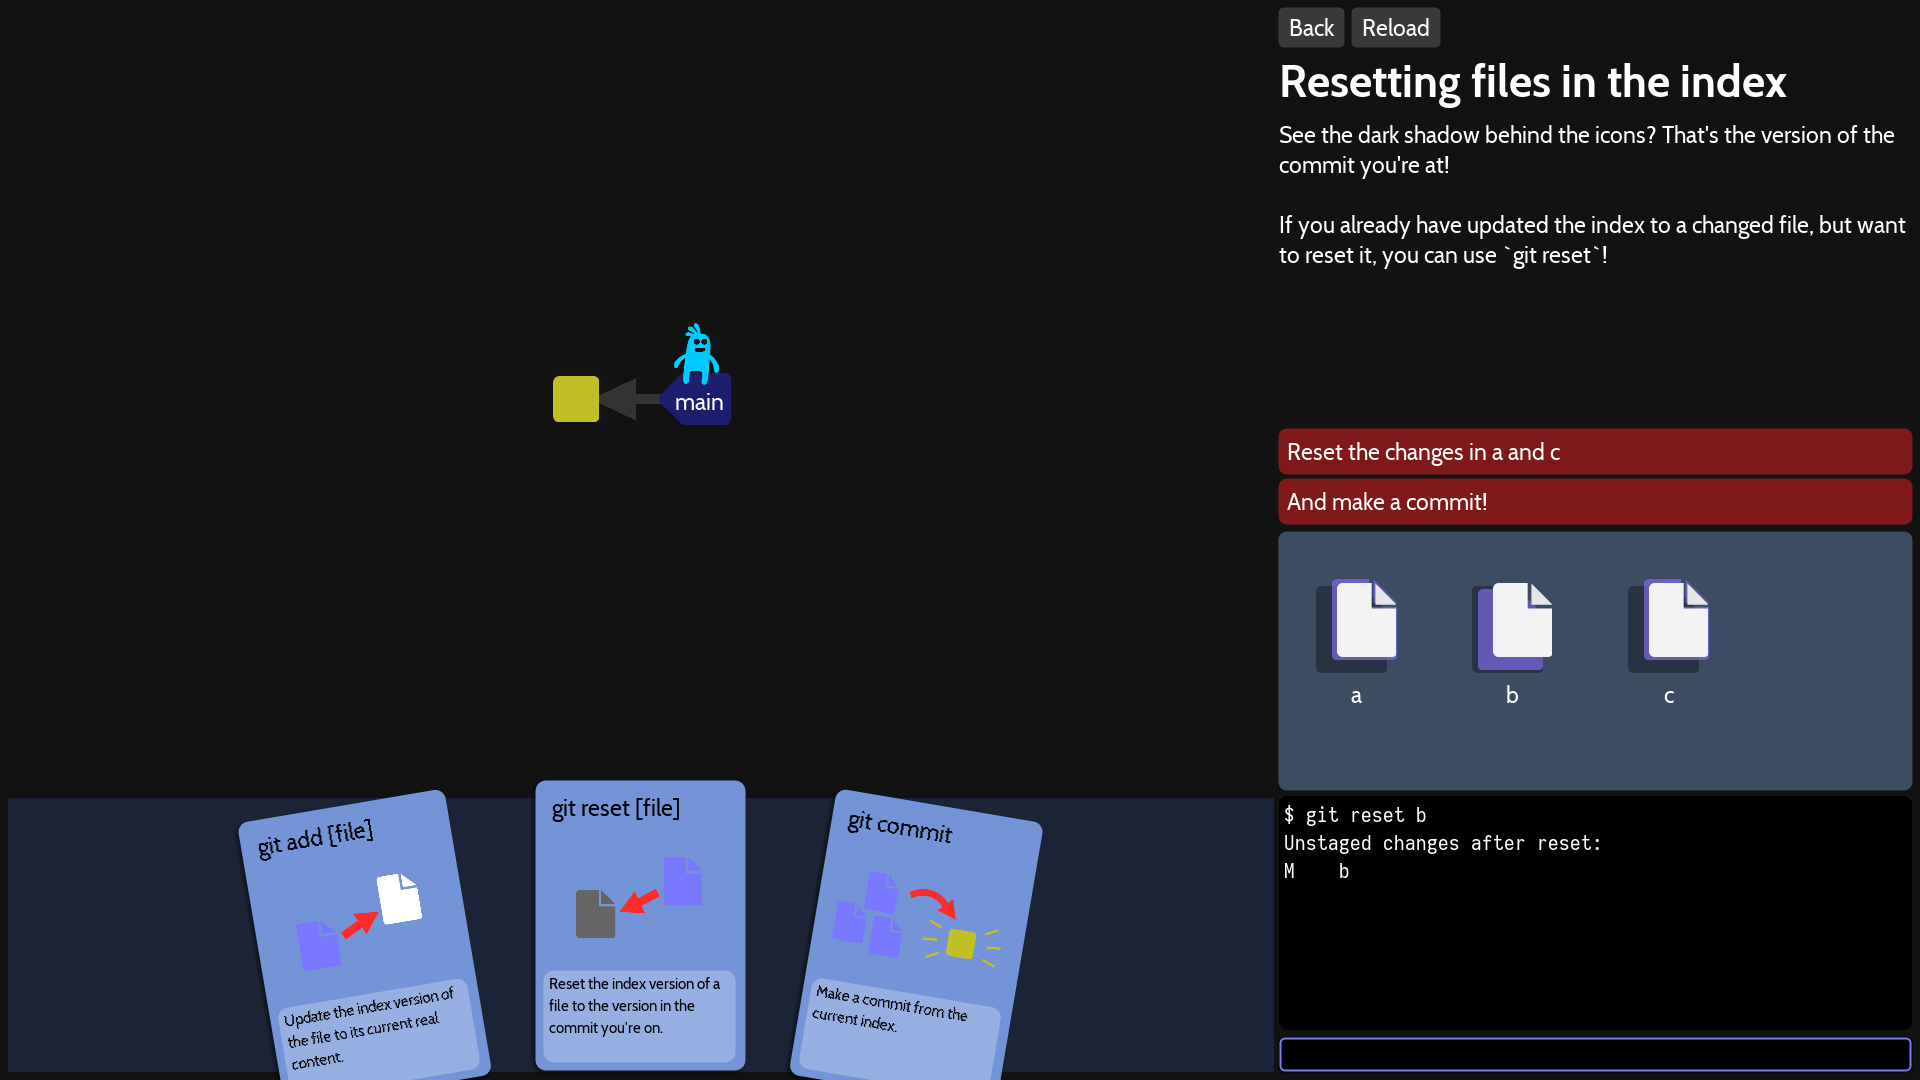 Back Reload
Resetting files in the index
See the dark shadow behind the icons? That's the version of the
commit you're at!
If you already have updated the index to a changed file, but want
to reset it, you can use `git reset`!
main
Reset the changes in a and c
And make a commit!
a b c
git add [file]
Update the index version of
the file to its current real
content.
git reset [file]
Reset the index version of a
file to the version in the
commit you're on.
git commit
Make a commit from the
current index.
$ git reset b
Unstaged changes after reset:
M    b